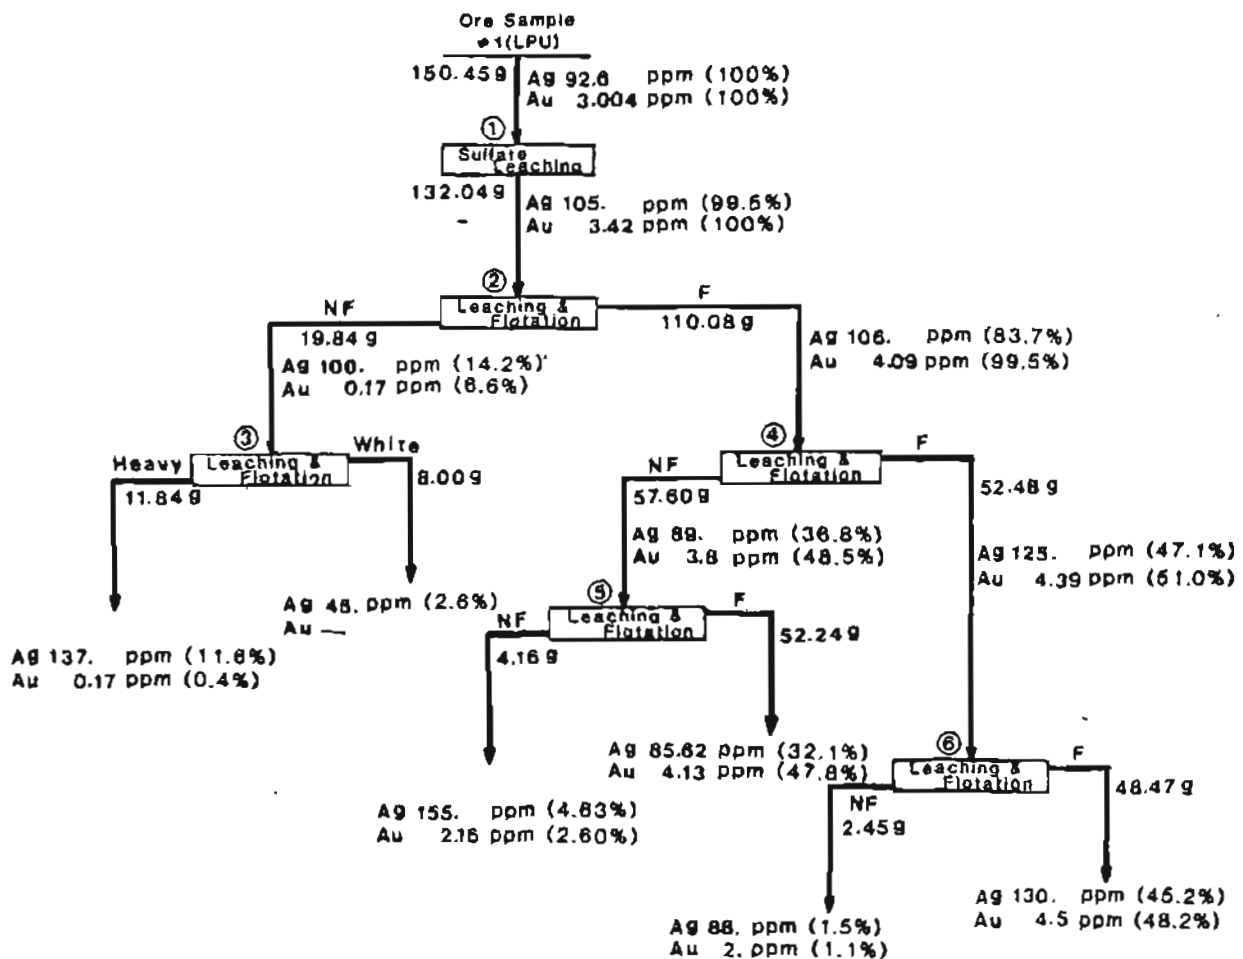 Ore Sample
#1(LPU)
150.45g
Ag 92.6 ppm (100%)
Au 3.004 ppm (100%)
①
Sulfate
Leaching
132.04g
Ag 105. ppm (99.5%)
Au 3.42 ppm (100%)
②
NF
Leaching &
Flotation
F
19.84 g
110.08 g
Ag 100. ppm (14.2%)
Au 0.17 ppm (6.6%)
Ag 106. ppm (83.7%)
Au 4.09 ppm (99.5%)
③
Heavy
Leaching &
Flotation
White
11.84 g
8.00 g
④
NF
Leaching &
Flotation
F
57.60 g
52.48 g
Ag 89. ppm (36.8%)
Au 3.8 ppm (48.5%)
Ag 125. ppm (47.1%)
Au 4.39 ppm (51.0%)
Ag 48. ppm (2.6%)
Au —
Ag 137. ppm (11.6%)
Au 0.17 ppm (0.4%)
⑤
NF
Leaching &
Flotation
F
4.16 g
52.24 g
Ag 85.62 ppm (32.1%)
Au 4.13 ppm (47.8%)
Ag 155. ppm (4.63%)
Au 2.16 ppm (2.60%)
⑥
Leaching &
Flotation
F
NF
2.45 g
48.47 g
Ag 88. ppm (1.5%)
Au 2. ppm (1.1%)
Ag 130. ppm (45.2%)
Au 4.5 ppm (48.2%)